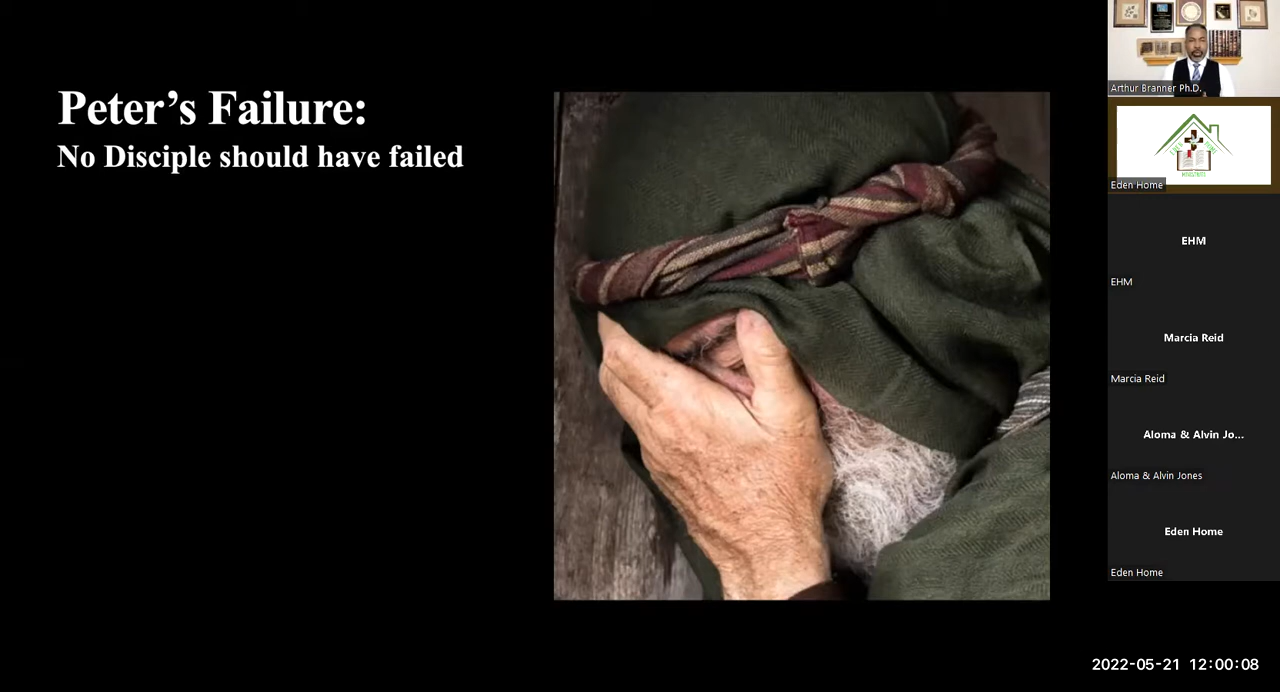 Peter’s Failure:
No Disciple should have failed
Arthur Branner Ph.D.
Eden Home
EHM
EHM
Marcia Reid
Marcia Reid
Aloma & Alvin Jo...
Aloma & Alvin Jones
Eden Home
Eden Home
2022-05-21 12:00:08